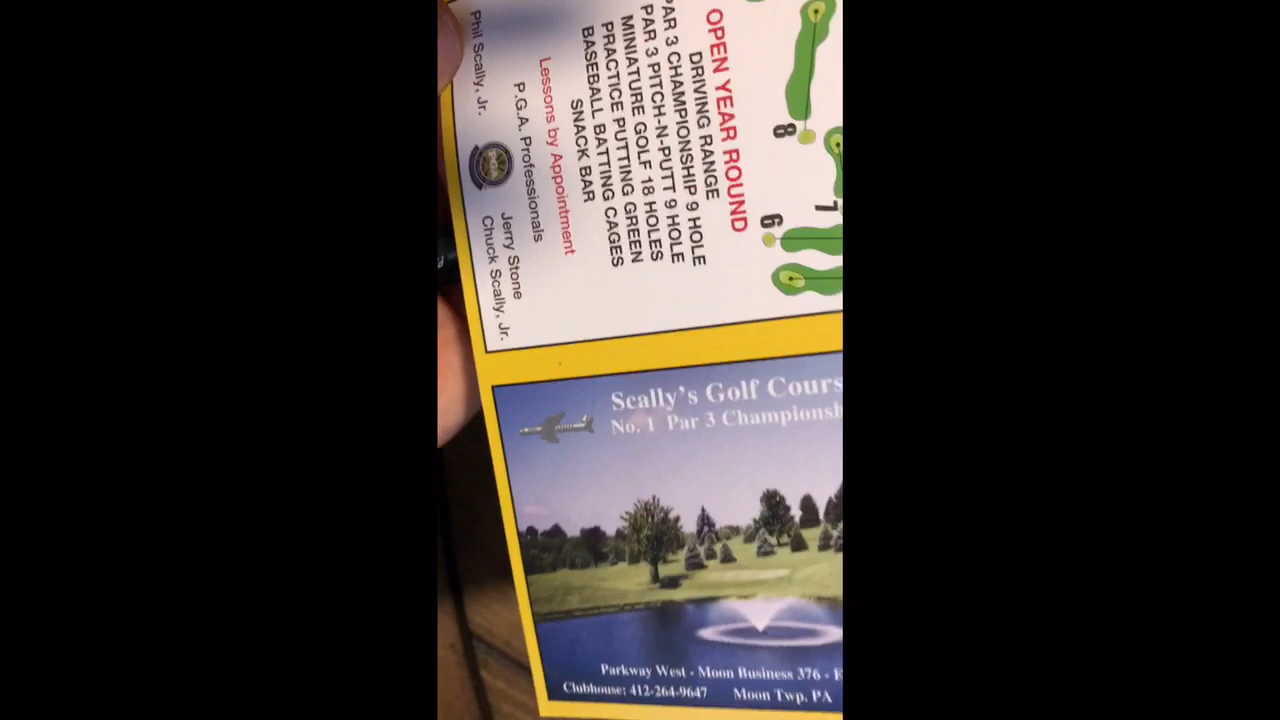 OPEN YEAR ROUND
DRIVING RANGE
PAR 3 CHAMPIONSHIP 9 HOLE
PAR 3 PITCH-N-PUTT 9 HOLE
MINIATURE GOLF 18 HOLES
PRACTICE PUTTING GREEN
BASEBALL BATTING CAGES
SNACK BAR
Lessons by Appointment
P.G.A. Professionals
Jerry Stone
Phil Scally, Jr.
Chuck Scally, Jr.
8
7
6
Scally's Golf Cours
No. 1 Par 3 Championsh
Parkway West - Moon Business 376 -
Clubhouse: 412-264-9647 Moon Twp, PA